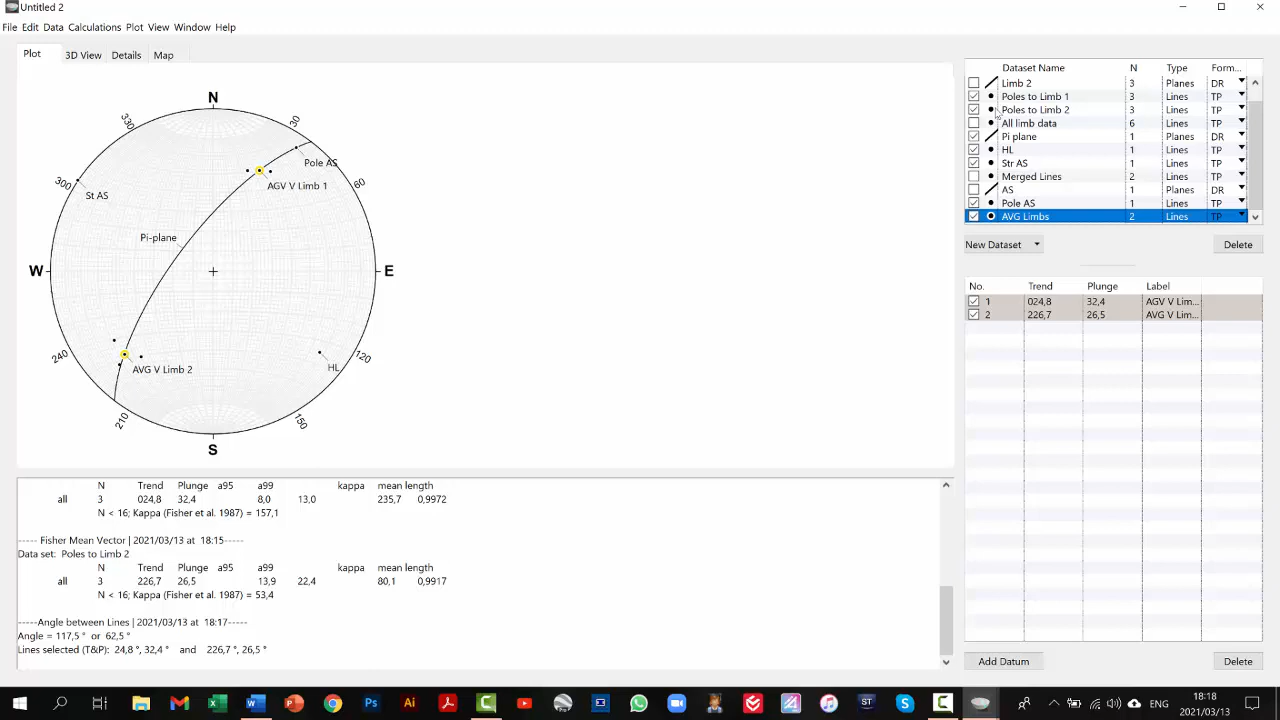 Untitled 2
File Edit Data Calculations Plot View Window Help
Plot 3D View Details Map
N
330
30
Pole AS
300
60
AGV V Limb 1
St AS
Pi-plane
W
E
240
120
AVG V Limb 2
HL
210
150
S
N Trend Plunge a95 a99 kappa mean length
all 3 024,8 32,4 8,0 13,0 235,7 0,9972
N < 16; Kappa (Fisher et al. 1987) = 157,1
----- Fisher Mean Vector | 2021/03/13 at 18:15-----
Data set: Poles to Limb 2
N Trend Plunge a95 a99 kappa mean length
all 3 226,7 26,5 13,9 22,4 80,1 0,9917
N < 16; Kappa (Fisher et al. 1987) = 53,4
-----Angle between Lines | 2021/03/13 at 18:17-----
Angle = 117,5 ° or 62,5 °
Lines selected (T&P): 24,8 °, 32,4 ° and 226,7 °, 26,5 °
Dataset Name N Type Form...
Limb 2 3 Planes DR
Poles to Limb 1 3 Lines TP
Poles to Limb 2 3 Lines TP
All limb data 6 Lines TP
Pi plane 1 Planes DR
HL 1 Lines TP
Str AS 1 Lines TP
Merged Lines 2 Lines TP
AS 1 Planes DR
Pole AS 1 Lines TP
AVG Limbs 2 Lines TP
New Dataset Delete
No. Trend Plunge Label
1 024,8 32,4 AGV V Lim...
2 226,7 26,5 AVG V Lim...
Add Datum Delete
ENG
18:18
2021/03/13